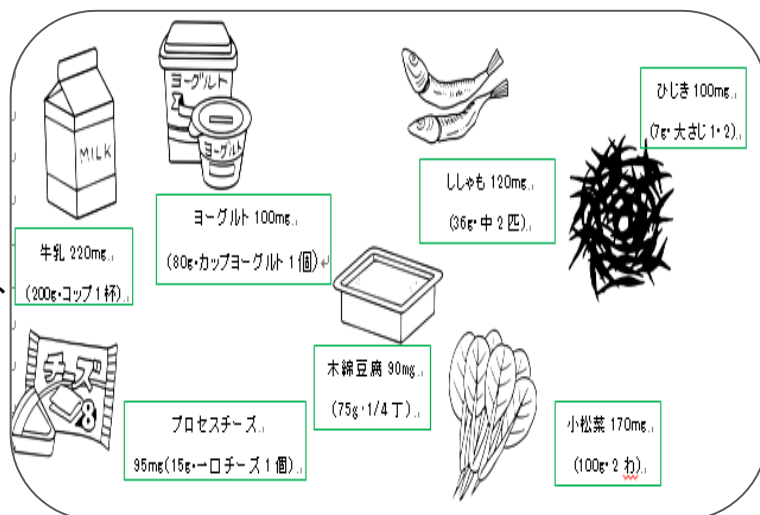 MILK
ヨーグルト
ヨーグルト
牛乳 220mg
(200g・コップ1杯)
ヨーグルト 100mg
(80g・カップヨーグルト 1個)
ししゃも 120mg
(36g・中 2 匹)
ひじき 100mg
(7g・大さじ 1・2)
チーズ
8
プロセスチーズ
95mg(15g・一口チーズ 1 個)
木綿豆腐 90mg
(75g・1/4 丁)
小松菜 170mg
(100g・2 わ)